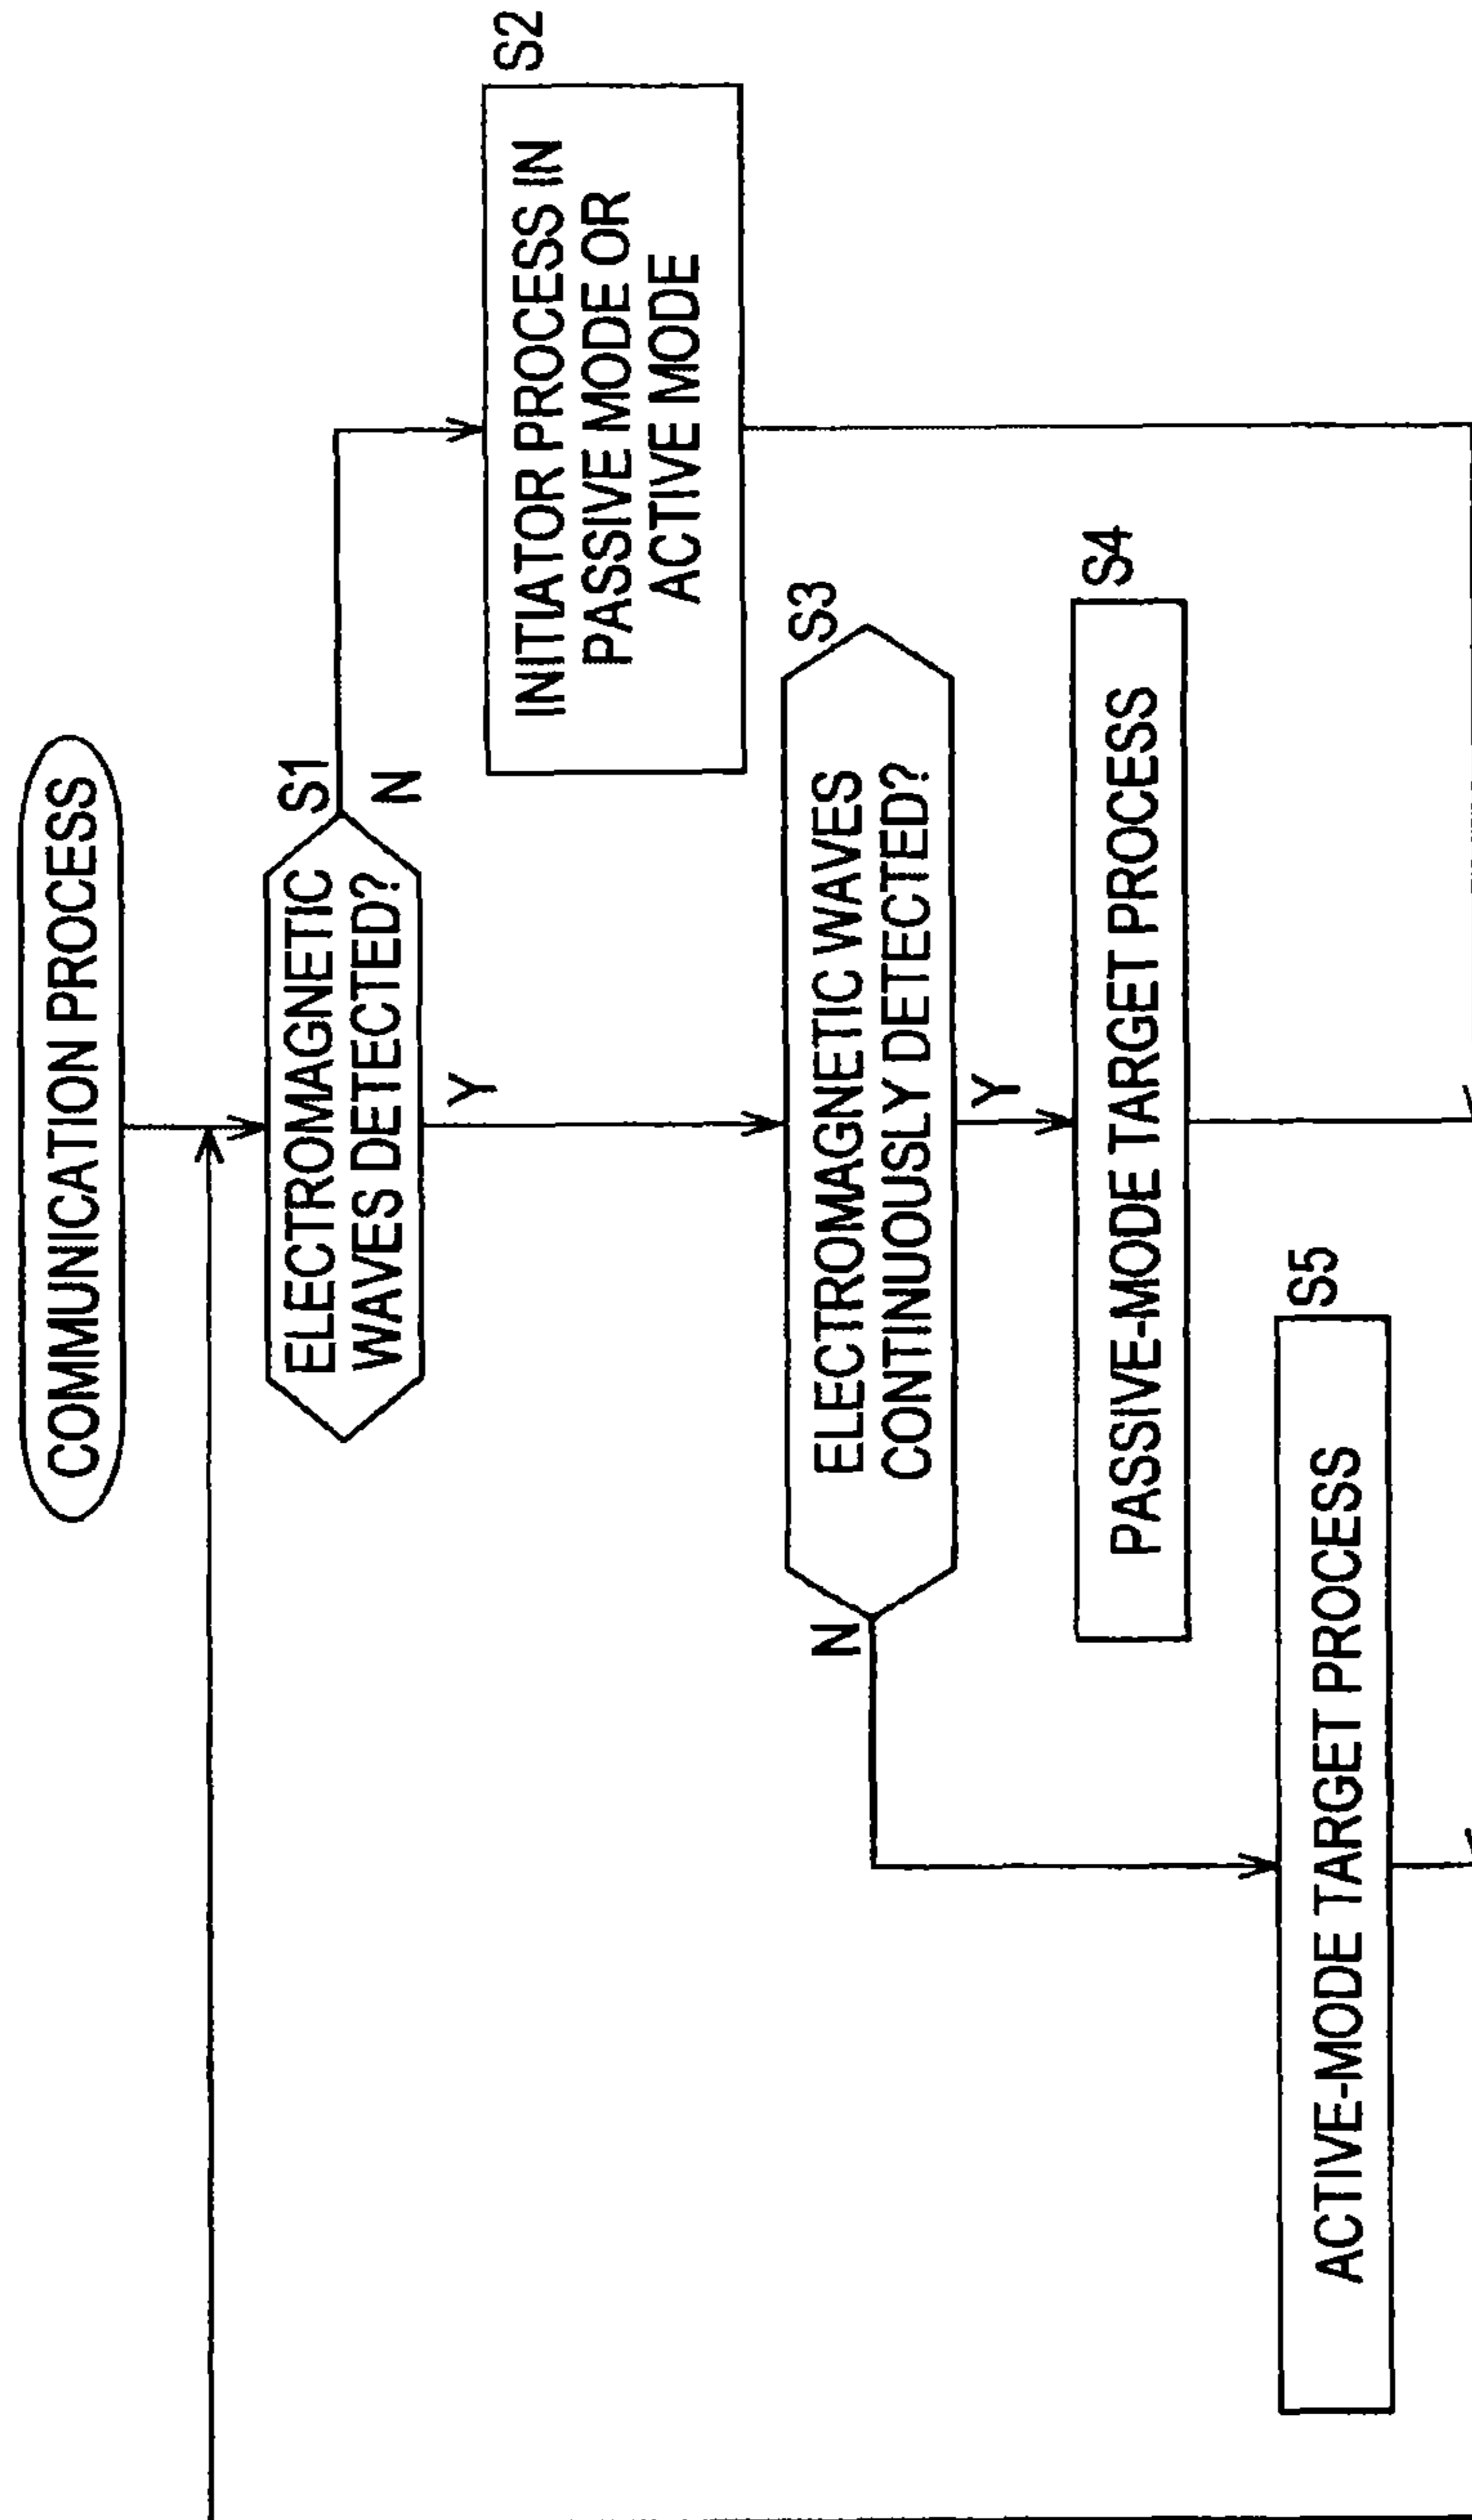 COMMUNICATION PROCESS
S1
ELECTROMAGNETIC
WAVES DETECTED?
N
Y
S2
INITIATOR PROCESS IN
PASSIVE MODE OR
ACTIVE MODE
S3
ELECTROMAGNETIC WAVES
CONTINUOUSLY DETECTED?
N
Y
S4
PASSIVE-MODE TARGET PROCESS
S5
ACTIVE-MODE TARGET PROCESS